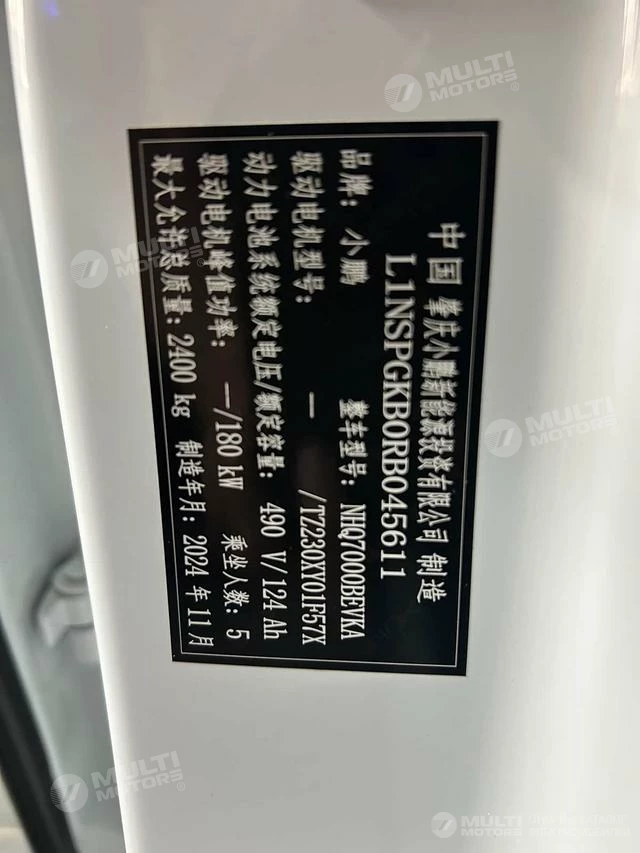 中国 肇庆小鹏新能源投资有限公司 制造
L1NSPGKB0RB045611
品牌: 小鹏 整车型号: NHQ7000BEVKA
驱动电机型号: —/TZ230XY01F57X
动力电池系统额定电压/额定容量: 490 V/124 Ah
驱动电机峰值功率: —/180 kW 乘坐人数: 5
最大允许总质量: 2400 kg 制造年月: 2024 年 11 月
MULTI MOTORS®
MULTI MOTORS®
MULTI MOTORS®
MULTI MOTORS®
MULTI MOTORS